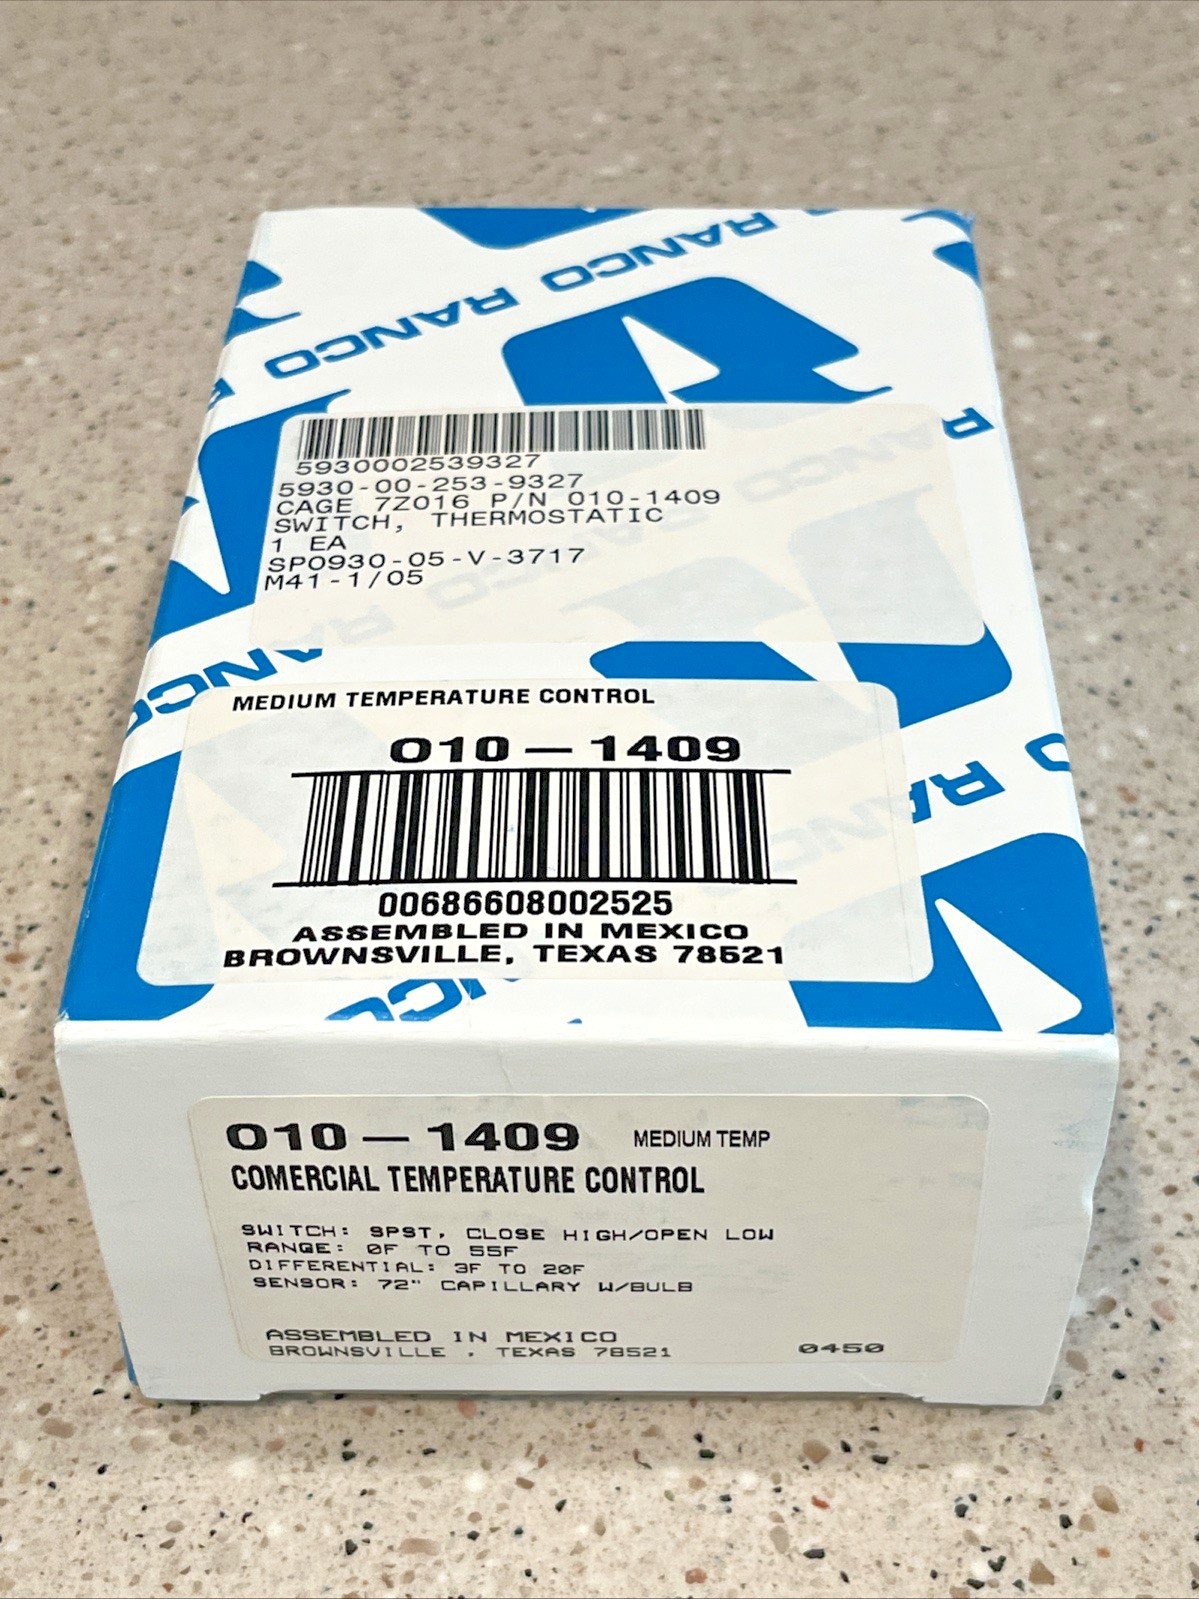 RANCO RANCO R
R
RANCO RANCO
RANCO
RANCO
5930002539327
5930-00-253-9327
CAGE 7Z016 P/N 010-1409
SWITCH, THERMOSTATIC
1 EA
SP0930-05-V-3717
M41-1/05
MEDIUM TEMPERATURE CONTROL
010-1409
00686608002525
ASSEMBLED IN MEXICO
BROWNSVILLE, TEXAS 78521
010-1409 MEDIUM TEMP
COMERCIAL TEMPERATURE CONTROL
SWITCH: SPST, CLOSE HIGH/OPEN LOW
RANGE: 0F TO 55F
DIFFERENTIAL: 3F TO 20F
SENSOR: 72" CAPILLARY W/BULB
ASSEMBLED IN MEXICO
BROWNSVILLE , TEXAS 78521 0450